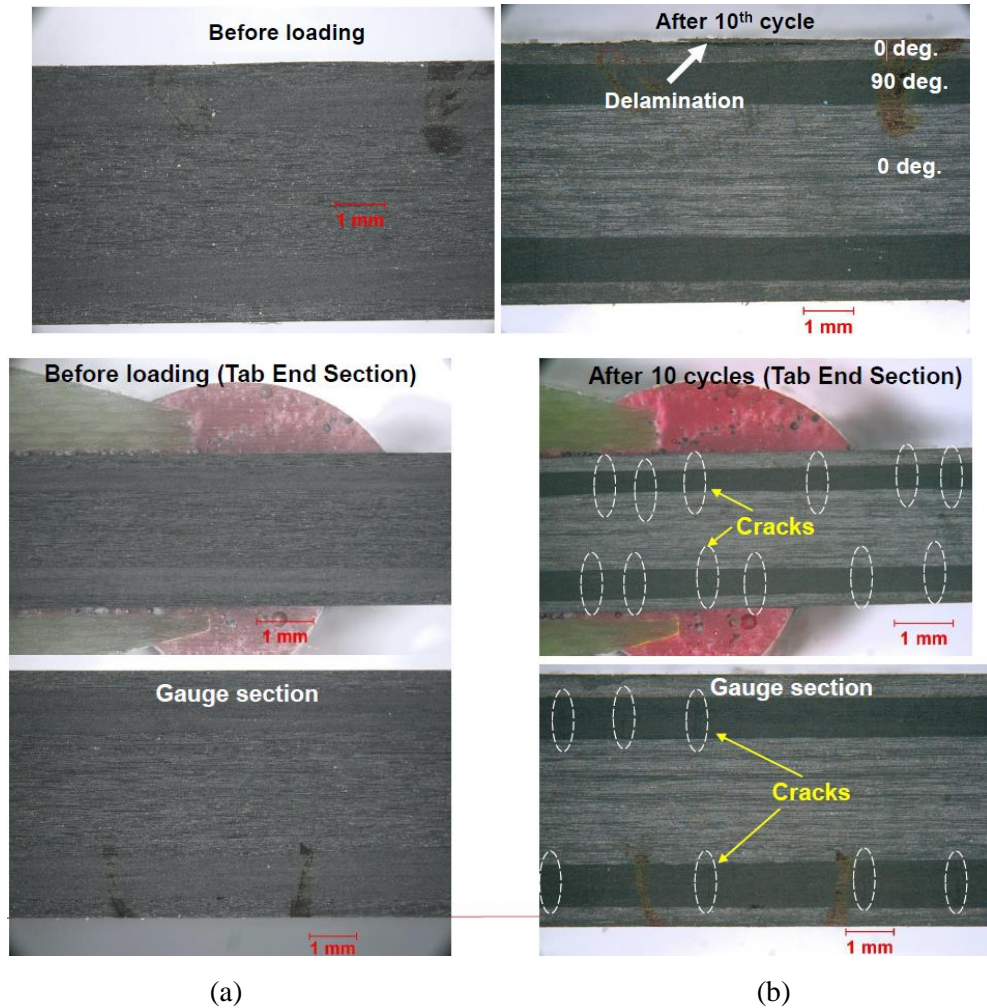 Before loading
1 mm
After 10th cycle
0 deg.
90 deg.
Delamination
0 deg.
1 mm
Before loading (Tab End Section)
1 mm
After 10 cycles (Tab End Section)
Cracks
1 mm
Gauge section
1 mm
Gauge section
Cracks
1 mm
(a)
(b)